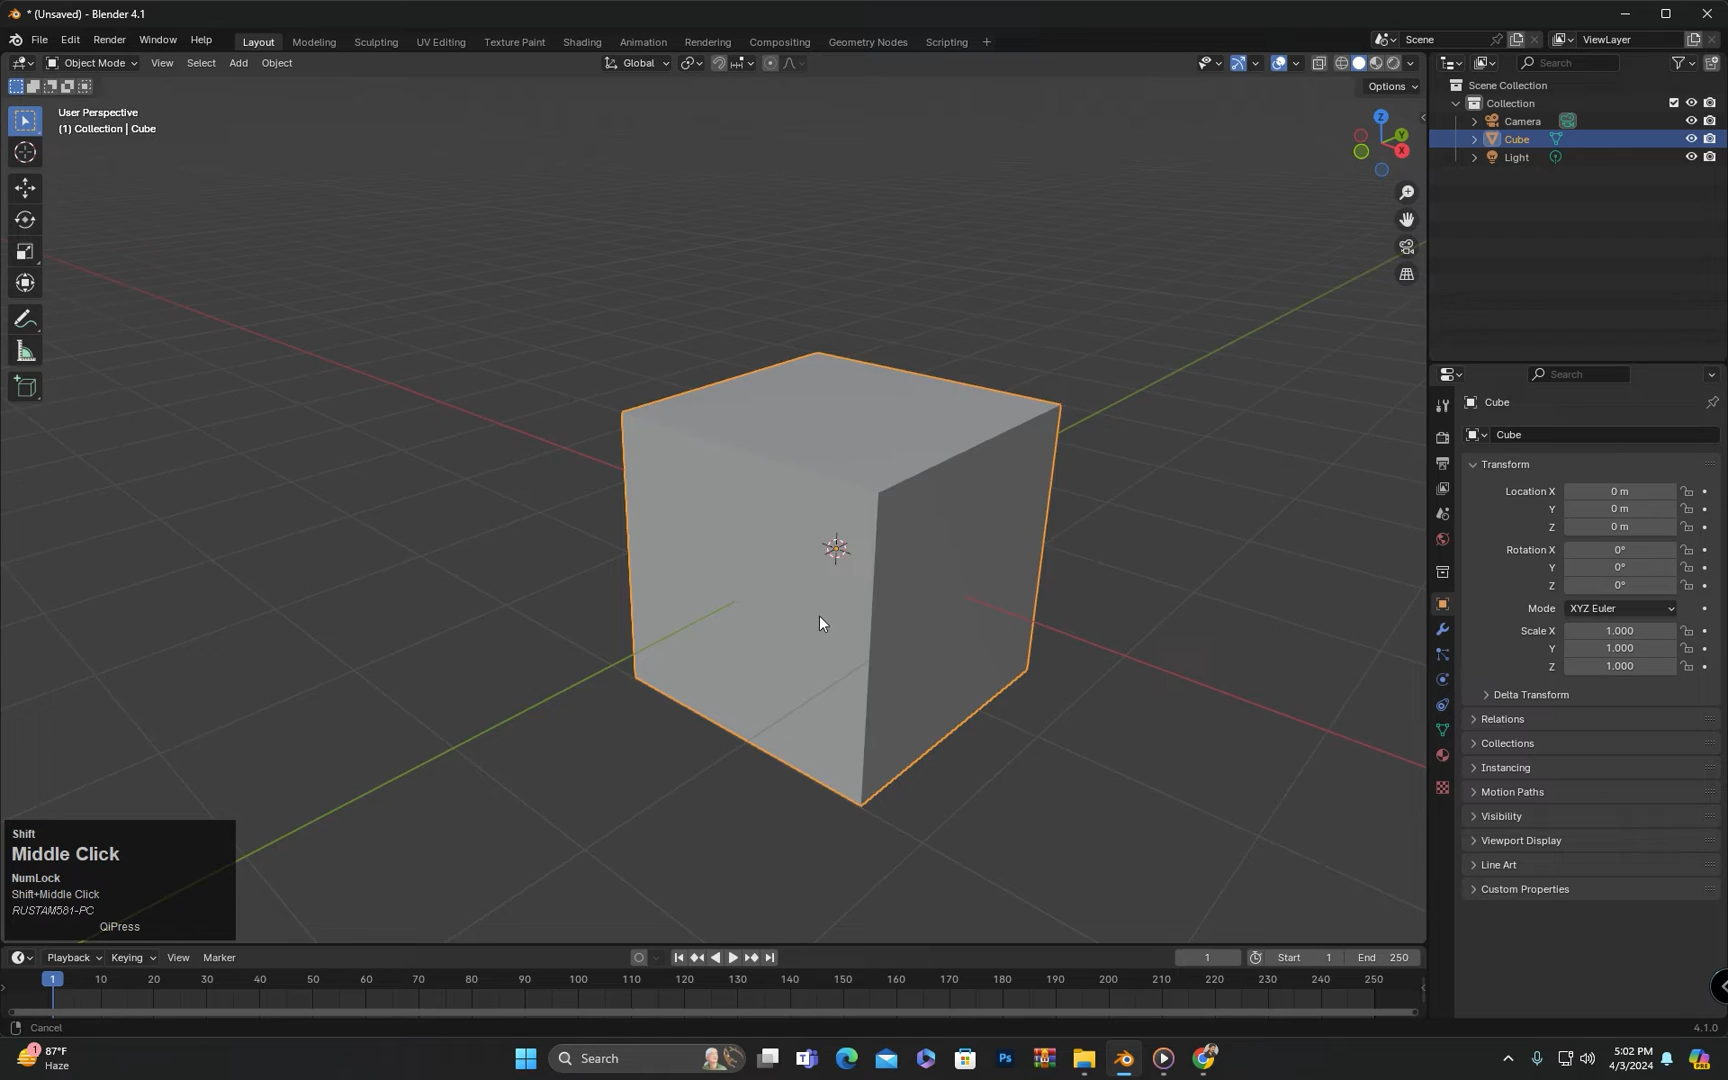 * (Unsaved) - Blender 4.1
File Edit Render Window Help
Layout Modeling Sculpting UV Editing Texture Paint Shading Animation Rendering Compositing Geometry Nodes Scripting +
Scene
ViewLayer
Object Mode View Select Add Object
Global
Search
Options
User Perspective
(1) Collection | Cube
Z
Y
X
Scene Collection
Collection
Camera
Cube
Light
Search
Cube
Cube
Transform
Location X 0 m
Y 0 m
Z 0 m
Rotation X 0°
Y 0°
Z 0°
Mode XYZ Euler
Scale X 1.000
Y 1.000
Z 1.000
Delta Transform
Relations
Collections
Instancing
Motion Paths
Visibility
Viewport Display
Line Art
Custom Properties
Shift
Middle Click
NumLock
Shift+Middle Click
RUSTAM581-PC
QiPress
Playback Keying View Marker
1 Start 1 End 250
1 10 20 30 40 50 60 70 80 90 100 110 120 130 140 150 160 170 180 190 200 210 220 230 240 250
Cancel
4.1.0
1
87°F
Haze
Search
Ps
5:02 PM
4/3/2024
PRE